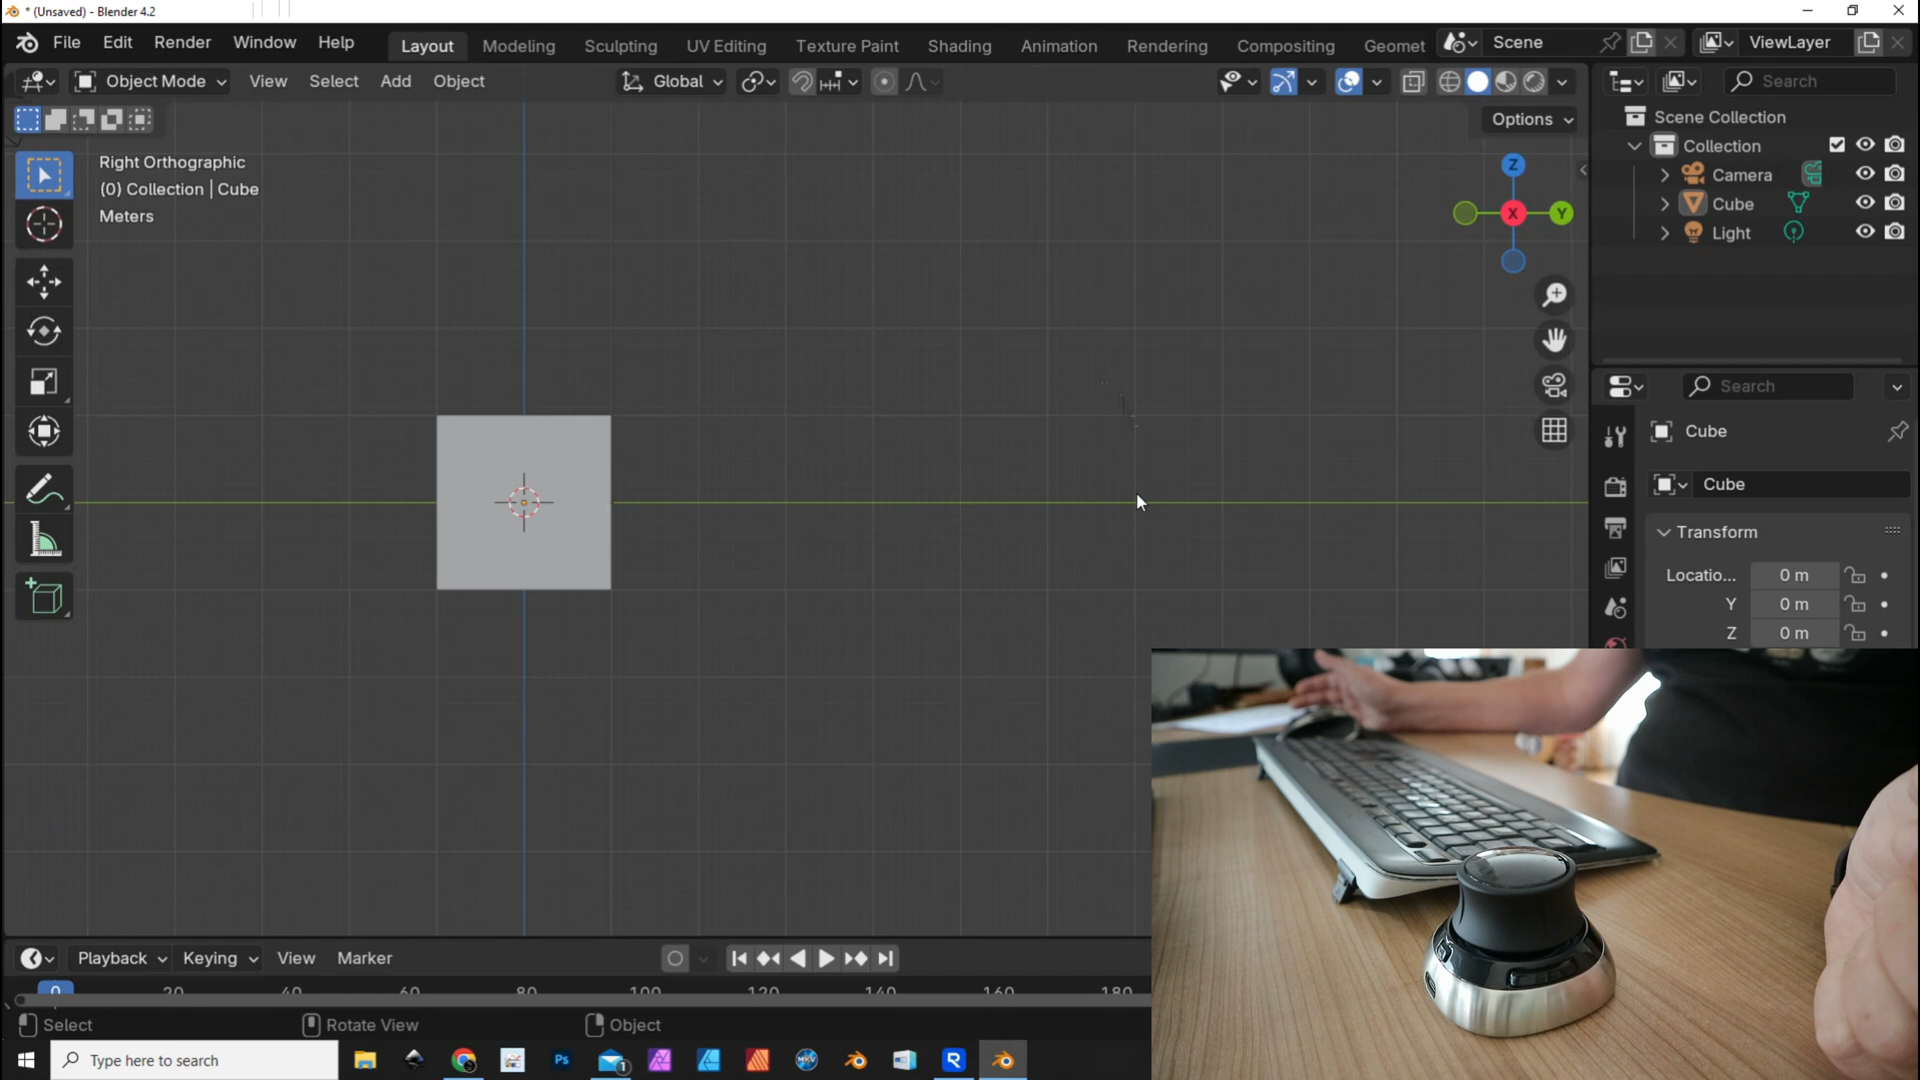 * (Unsaved) - Blender 4.2
File Edit Render Window Help Layout Modeling Sculpting UV Editing Texture Paint Shading Animation Rendering Compositing Geomet Scene ViewLayer
Object Mode View Select Add Object Global Search
Options
Scene Collection
Collection
Camera
Cube
Light
Right Orthographic
(0) Collection | Cube
Meters
Z
X Y
Search
Cube
Cube
Transform
Locatio... 0 m
Y 0 m
Z 0 m
Playback Keying View Marker
0 20 40 60 80 100 120 140 160 180
Select Rotate View Object
Type here to search
Ps
1
MKV
R